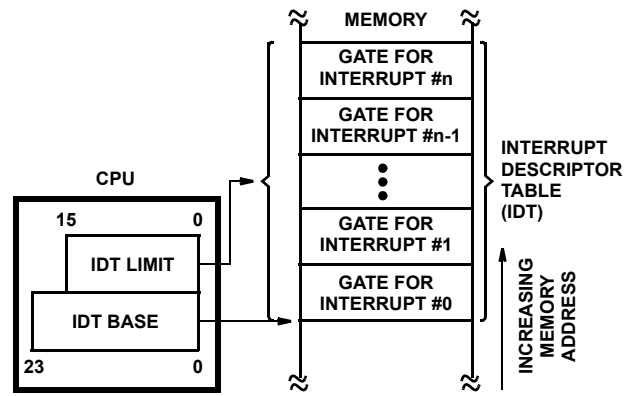 MEMORY
GATE FOR
INTERRUPT #n
GATE FOR
INTERRUPT #n-1
INTERRUPT
DESCRIPTOR
TABLE
(IDT)
CPU
15 0
IDT LIMIT
GATE FOR
INTERRUPT #1
GATE FOR
INTERRUPT #0
IDT BASE
23 0
INCREASING
MEMORY
ADDRESS